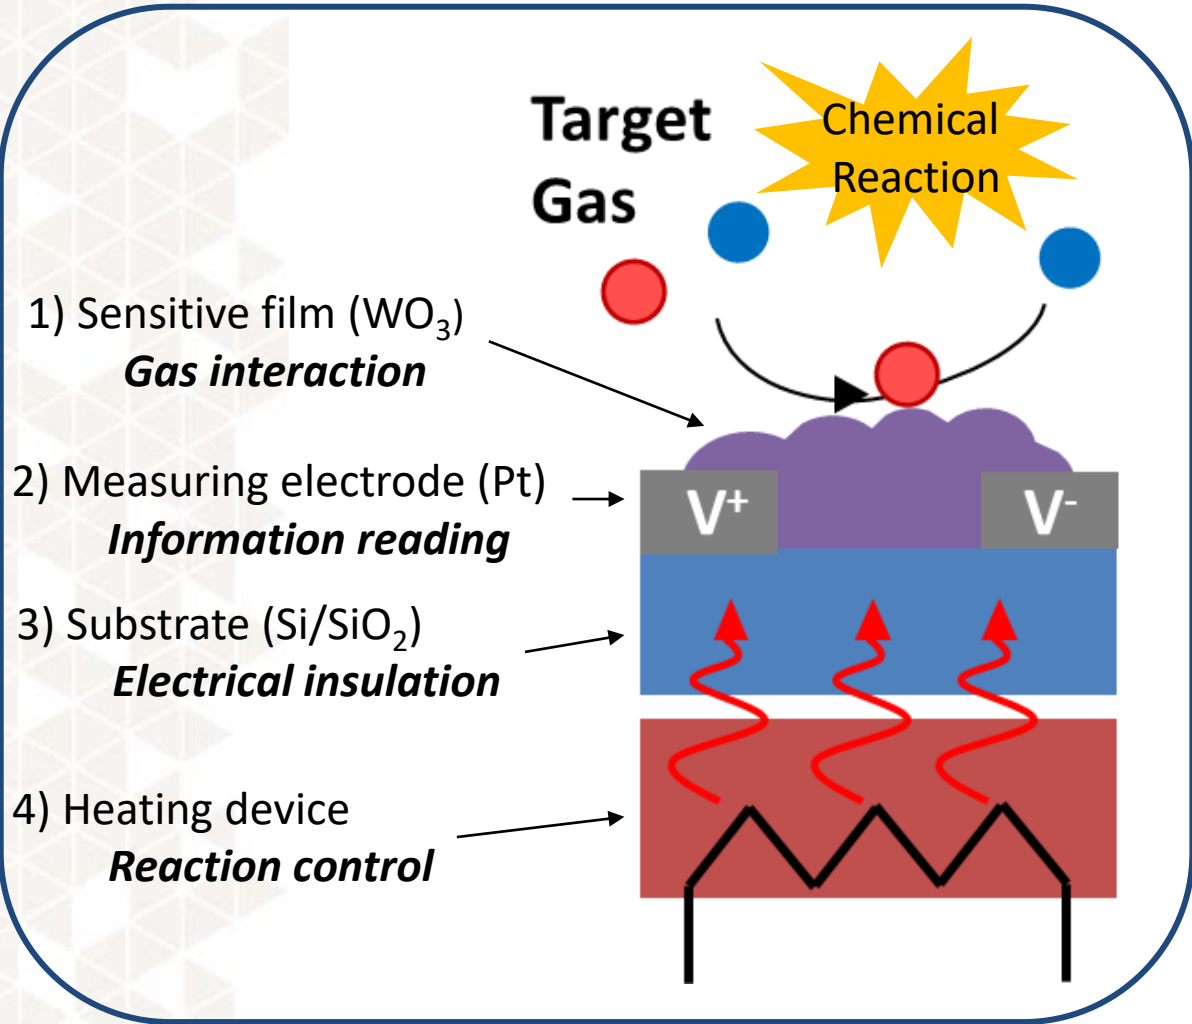 Target
Gas
Chemical
Reaction
1) Sensitive film (WO₃)
Gas interaction
2) Measuring electrode (Pt)
Information reading
V⁺
V⁻
3) Substrate (Si/SiO₂)
Electrical insulation
4) Heating device
Reaction control